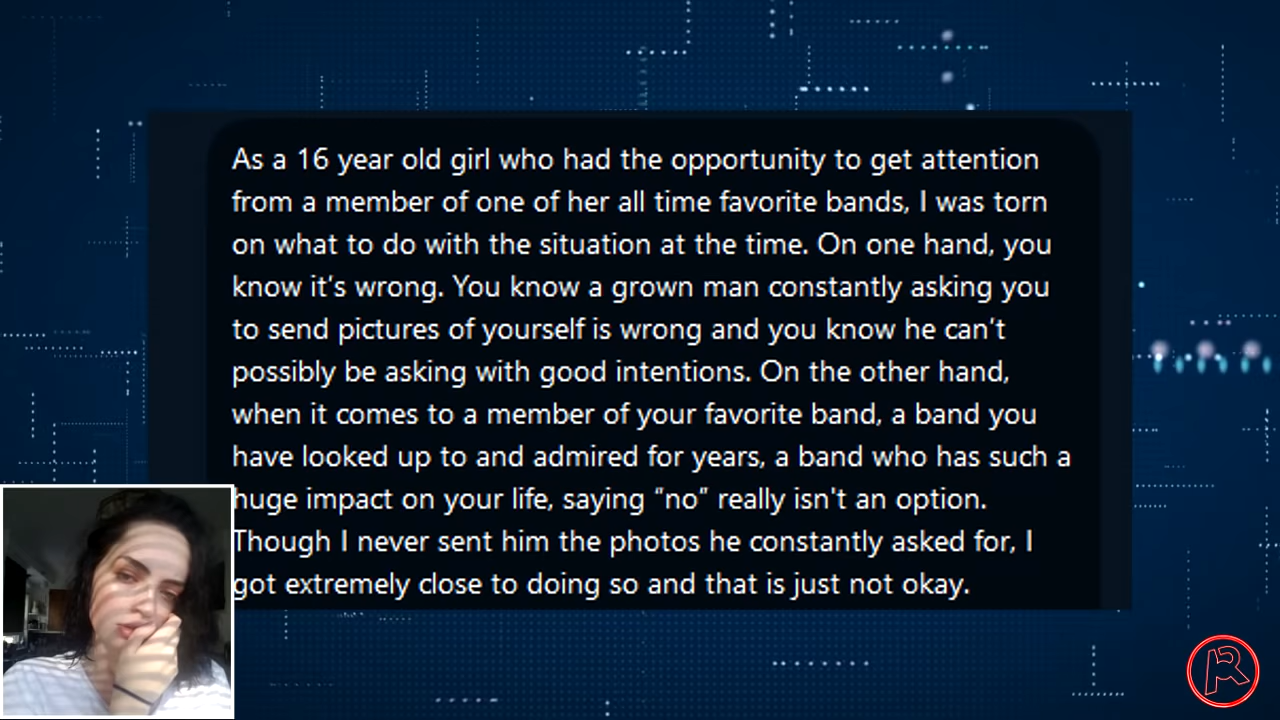 As a 16 year old girl who had the opportunity to get attention
from a member of one of her all time favorite bands, I was torn
on what to do with the situation at the time. On one hand, you
know it's wrong. You know a grown man constantly asking you
to send pictures of yourself is wrong and you know he can't
possibly be asking with good intentions. On the other hand,
when it comes to a member of your favorite band, a band you
have looked up to and admired for years, a band who has such a
huge impact on your life, saying "no" really isn't an option.
Though I never sent him the photos he constantly asked for, I
got extremely close to doing so and that is just not okay.